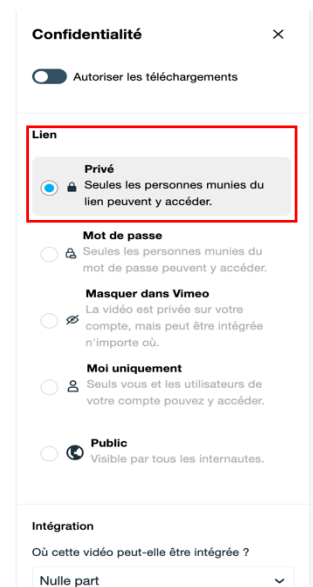 Confidentialité
Autoriser les téléchargements
Lien
Privé
Seules les personnes munies du
lien peuvent y accéder.
Mot de passe
Seules les personnes munies du
mot de passe peuvent y accéder.
Masquer dans Vimeo
La vidéo est privée sur votre
compte, mais peut être intégrée
n'importe où.
Moi uniquement
Seuls vous et les utilisateurs de
votre compte pouvez y accéder.
Public
Visible par tous les internautes.
Intégration
Où cette vidéo peut-elle être intégrée ?
Nulle part